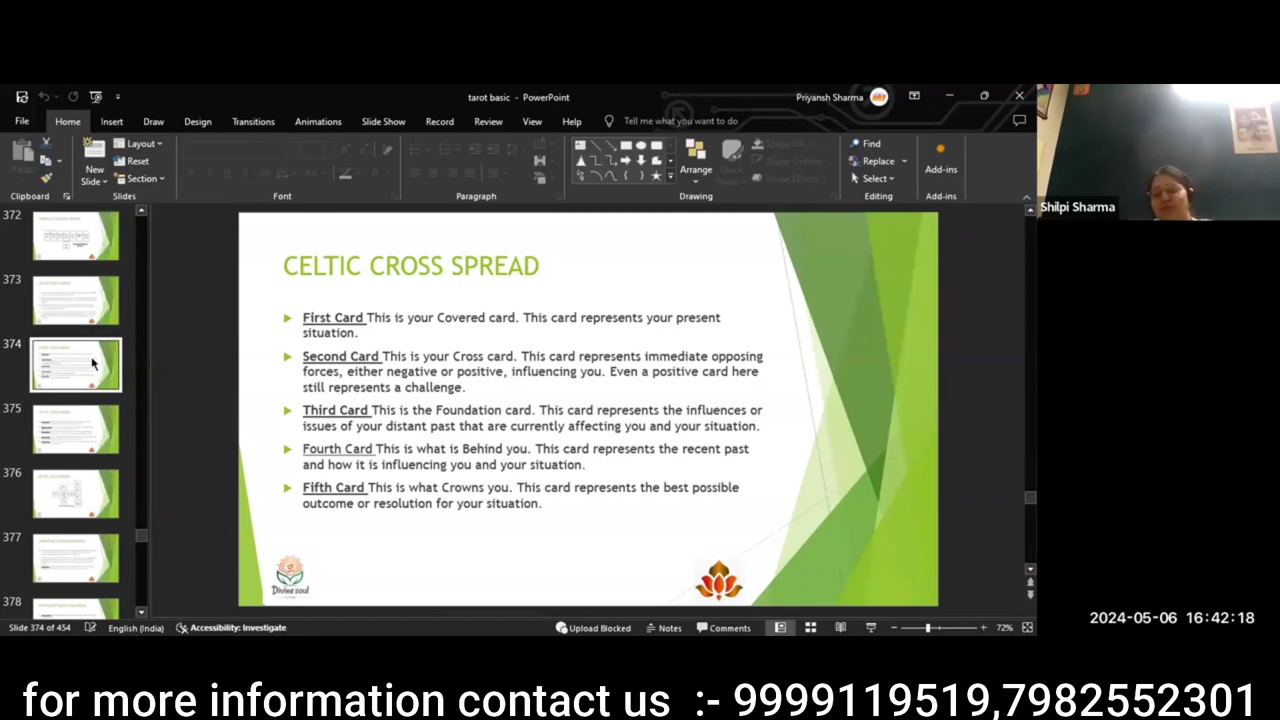 tarot basic - PowerPoint
Priyansh Sharma
File Home Insert Draw Design Transitions Animations Slide Show Record Review View Help Tell me what you want to do
Paste
New
Slide
Layout
Reset
Section
Arrange
Quick
Styles
Shape Fill
Shape Outline
Shape Effects
Find
Replace
Select
Add-ins
Clipboard Slides Font Paragraph Drawing Editing Add-ins
Shilpi Sharma
372
373
374
375
376
377
378
CELTIC CROSS SPREAD
First Card This is your Covered card. This card represents your present
situation.
Second Card This is your Cross card. This card represents immediate opposing
forces, either negative or positive, influencing you. Even a positive card here
still represents a challenge.
Third Card This is the Foundation card. This card represents the influences or
issues of your distant past that are currently affecting you and your situation.
Fourth Card This is what is Behind you. This card represents the recent past
and how it is influencing you and your situation.
Fifth Card This is what Crowns you. This card represents the best possible
outcome or resolution for your situation.
Divine soul
Slide 374 of 454 English (India) Accessibility: Investigate Upload Blocked Notes Comments 72%
2024-05-06 16:42:18
for more information contact us :- 9999119519,7982552301